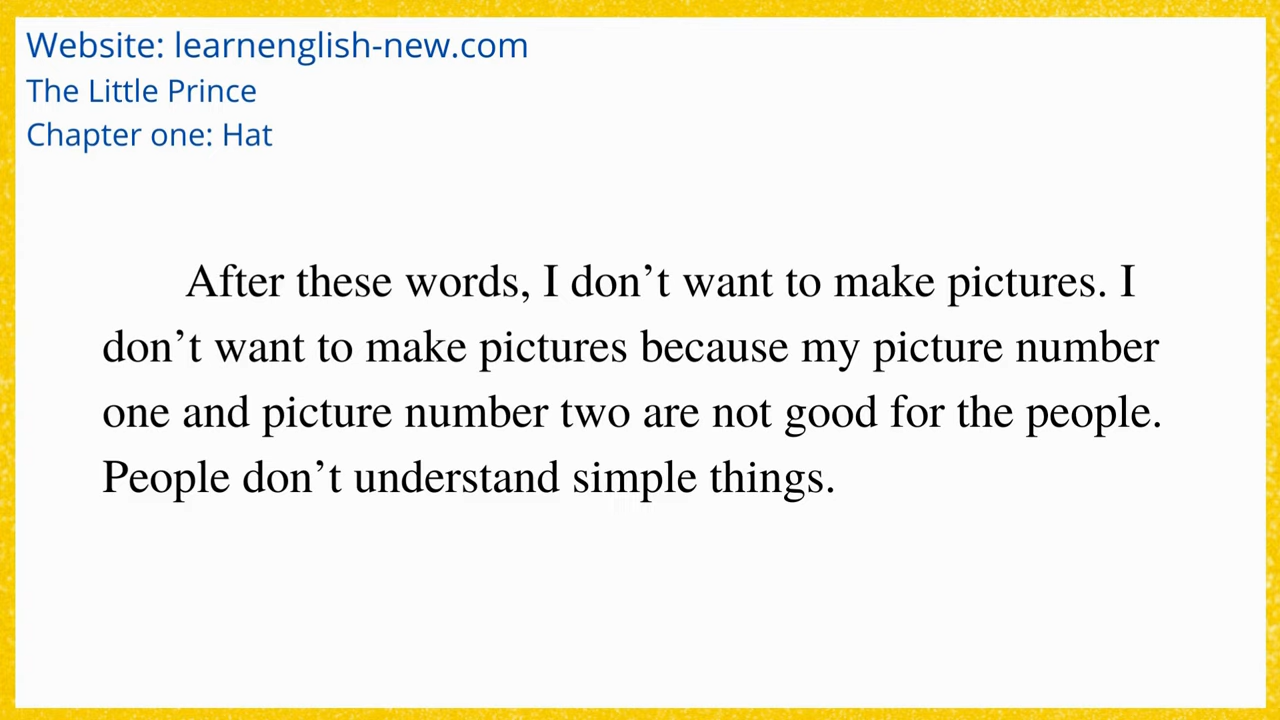 Website: learnenglish-new.com
The Little Prince
Chapter one: Hat
After these words, I don’t want to make pictures. I
don’t want to make pictures because my picture number
one and picture number two are not good for the people.
People don’t understand simple things.